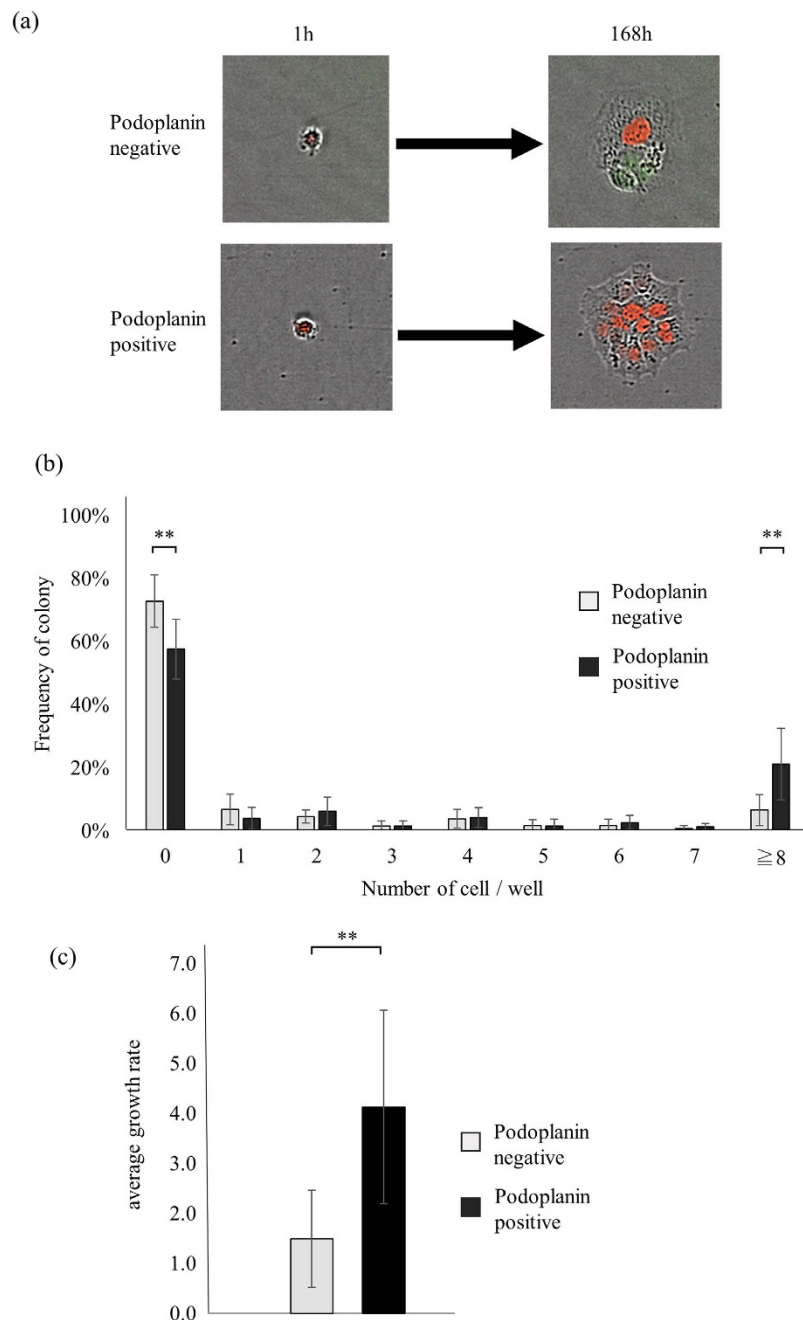 (a)
1h
168h
Podoplanin
negative
Podoplanin
positive
(b)
Frequency of colony
100%
80%
60%
40%
20%
0%
**
**
Podoplanin
negative
Podoplanin
positive
0 1 2 3 4 5 6 7 ≧8
Number of cell / well
(c)
average growth rate
7.0
6.0
5.0
4.0
3.0
2.0
1.0
0.0
**
Podoplanin
negative
Podoplanin
positive